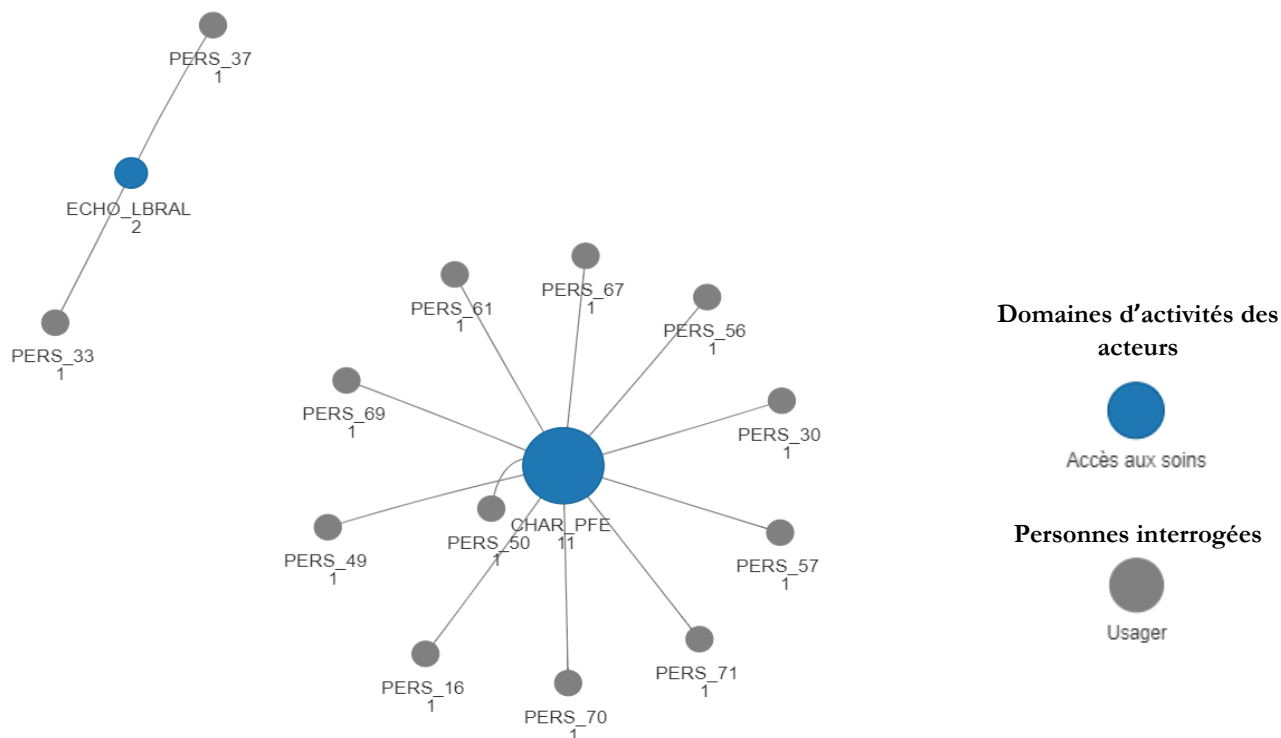 PERS_37
1
ECHO_LBRAL
2
PERS_33
1
PERS_61
1
PERS_67
1
PERS_56
1
PERS_69
1
PERS_30
1
PERS_49
1
PERS_50
1
CHAR_PFE
11
PERS_57
1
PERS_16
1
PERS_70
1
PERS_71
1
Domaines d'activités des
acteurs
Accès aux soins
Personnes interrogées
Usager